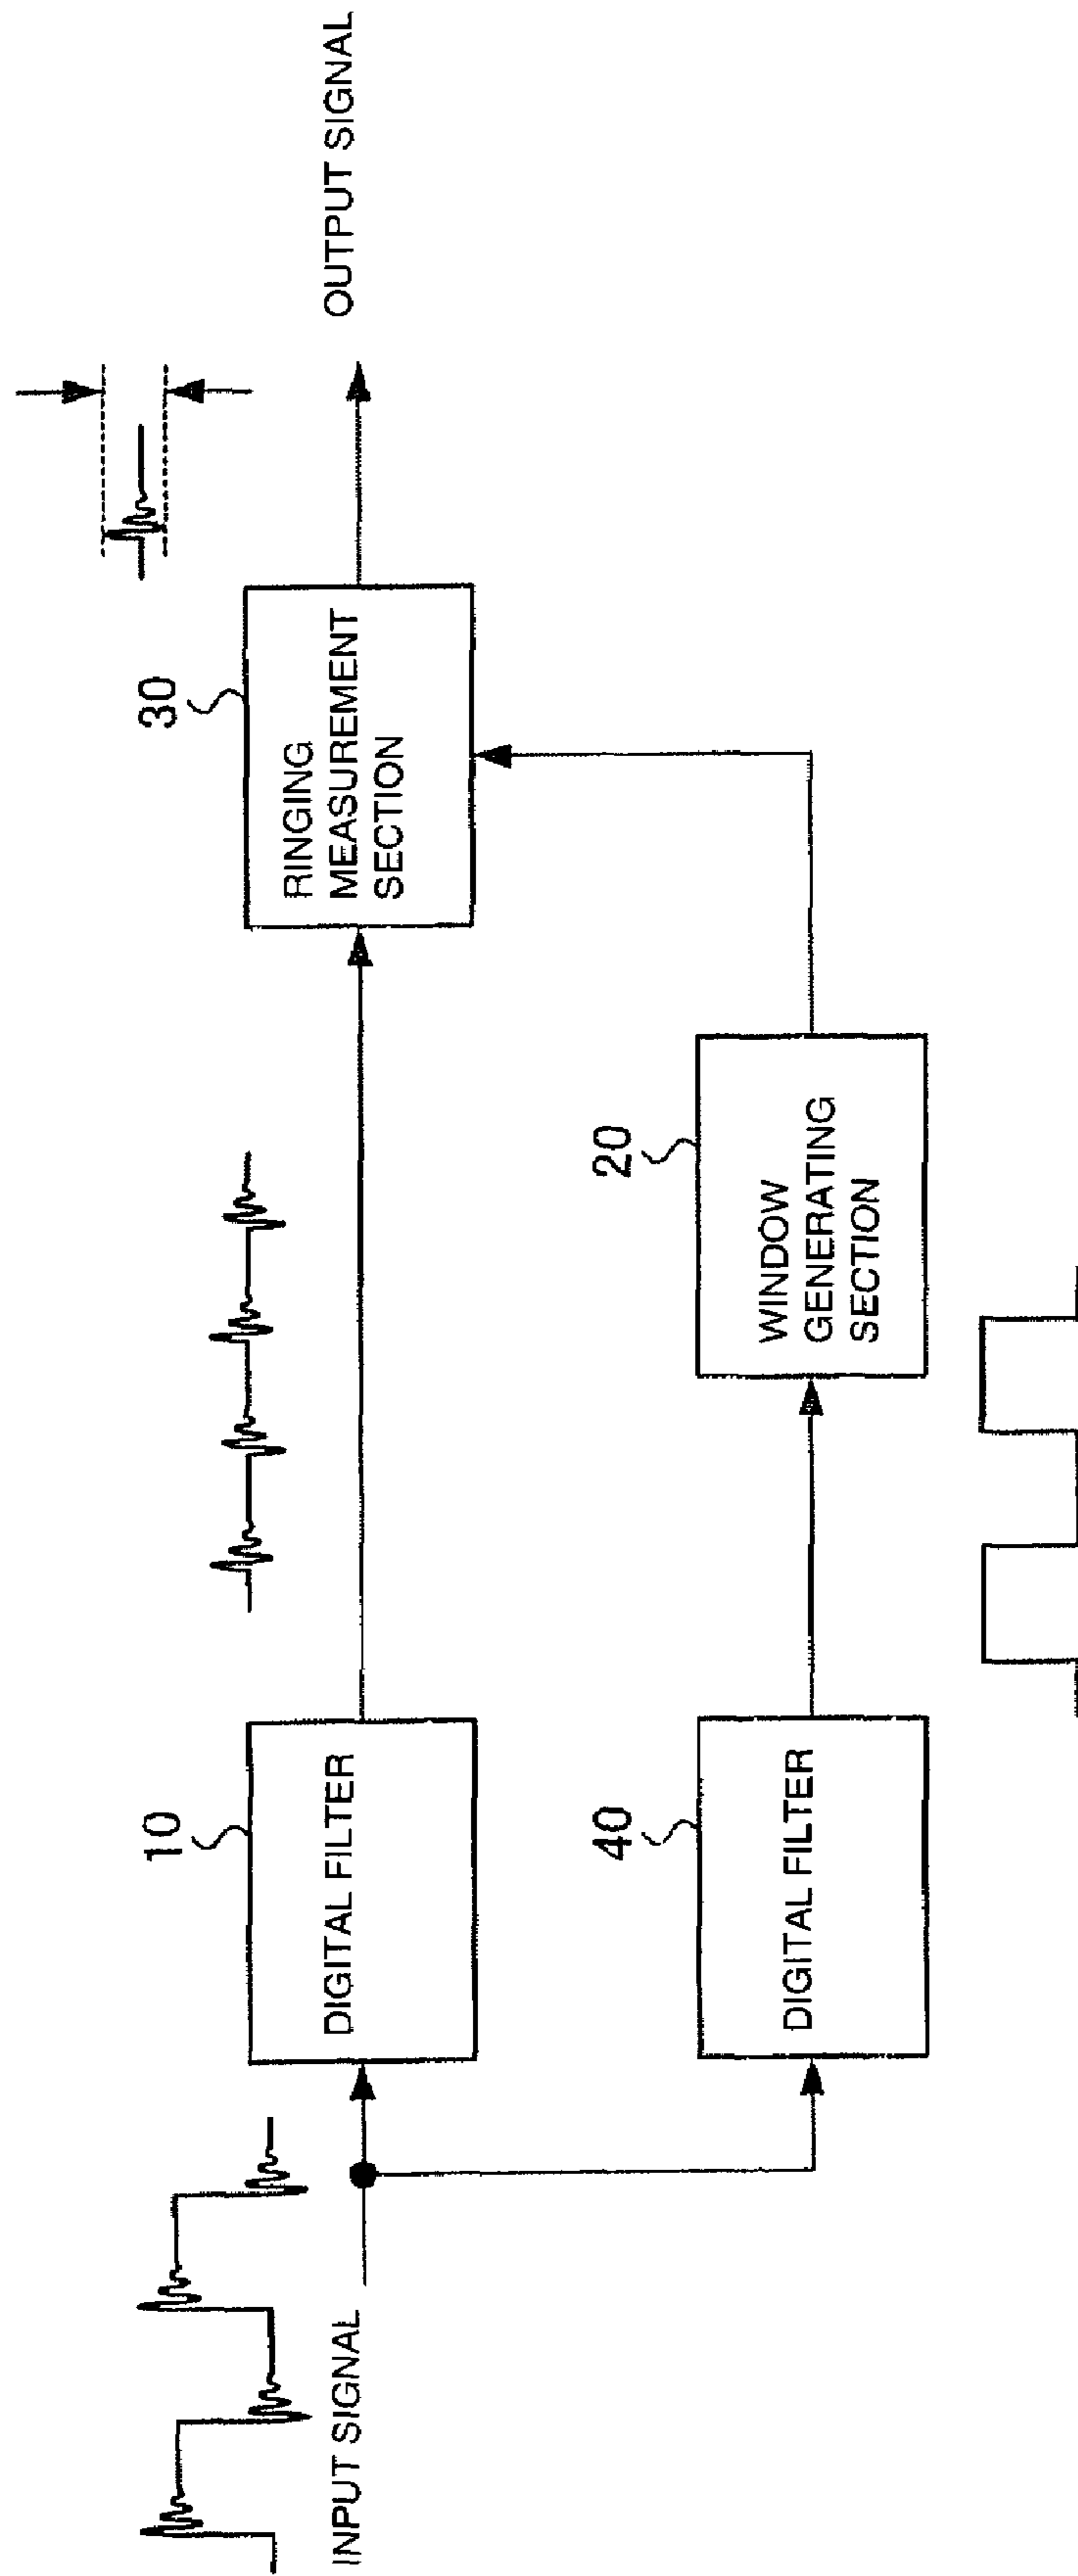 INPUT SIGNAL
10
DIGITAL FILTER
40
DIGITAL FILTER
20
WINDOW
GENERATING
SECTION
30
RINGING
MEASUREMENT
SECTION
OUTPUT SIGNAL